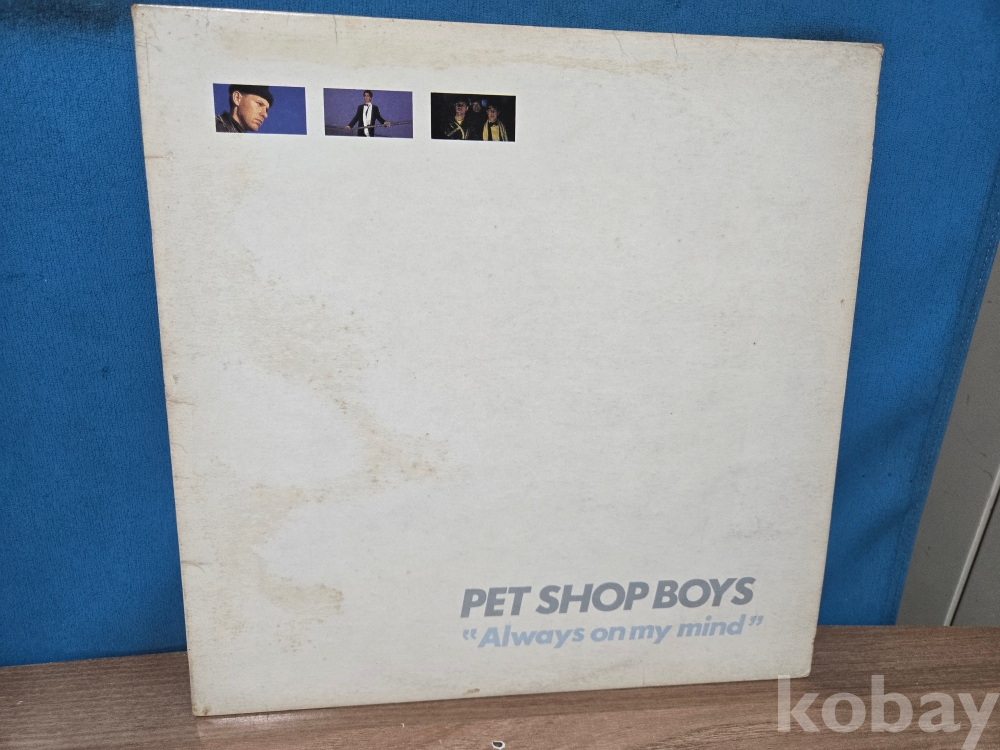 PET SHOP BOYS
“Always on my mind”
kobay